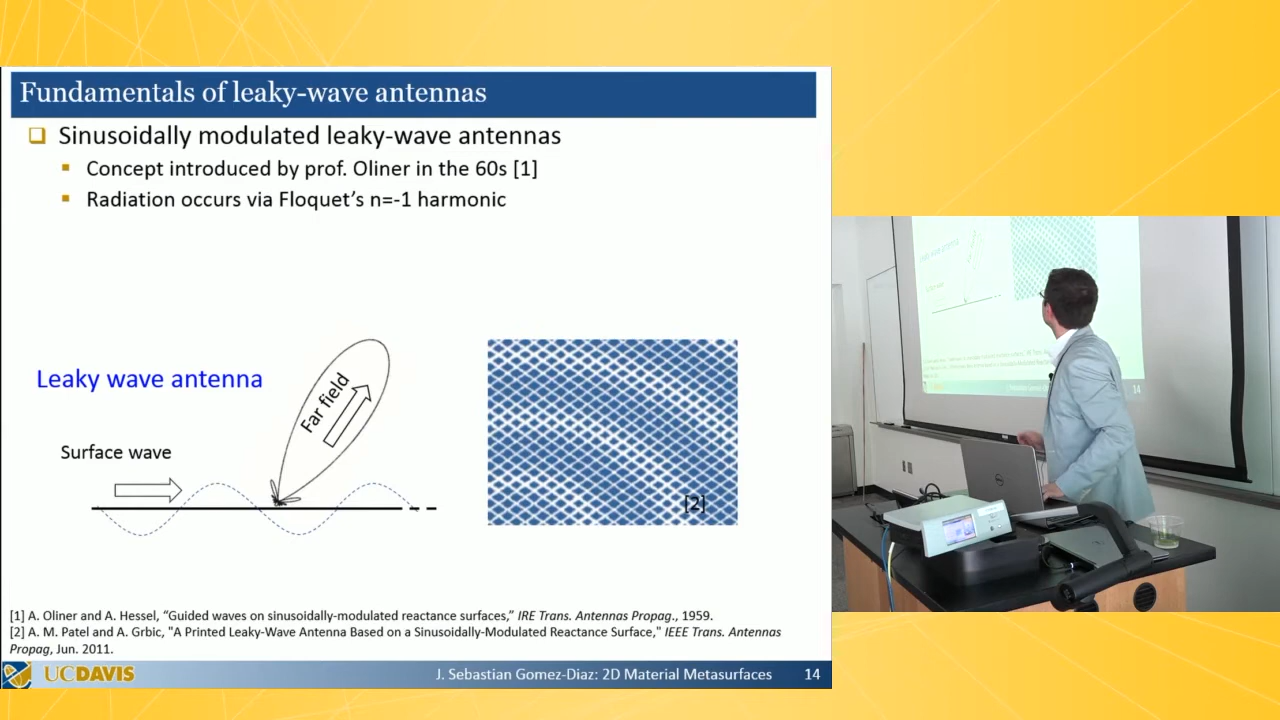 Fundamentals of leaky-wave antennas
Sinusoidally modulated leaky-wave antennas
Concept introduced by prof. Oliner in the 60s [1]
Radiation occurs via Floquet’s n=-1 harmonic
Leaky wave antenna
Far field
Surface wave
[2]
[1] A. Oliner and A. Hessel, “Guided waves on sinusoidally-modulated reactance surfaces,” IRE Trans. Antennas Propag., 1959.
[2] A. M. Patel and A. Grbic, "A Printed Leaky-Wave Antenna Based on a Sinusoidally-Modulated Reactance Surface," IEEE Trans. Antennas
Propag, Jun. 2011.
UCDAVIS
J. Sebastian Gomez-Diaz: 2D Material Metasurfaces
14
14